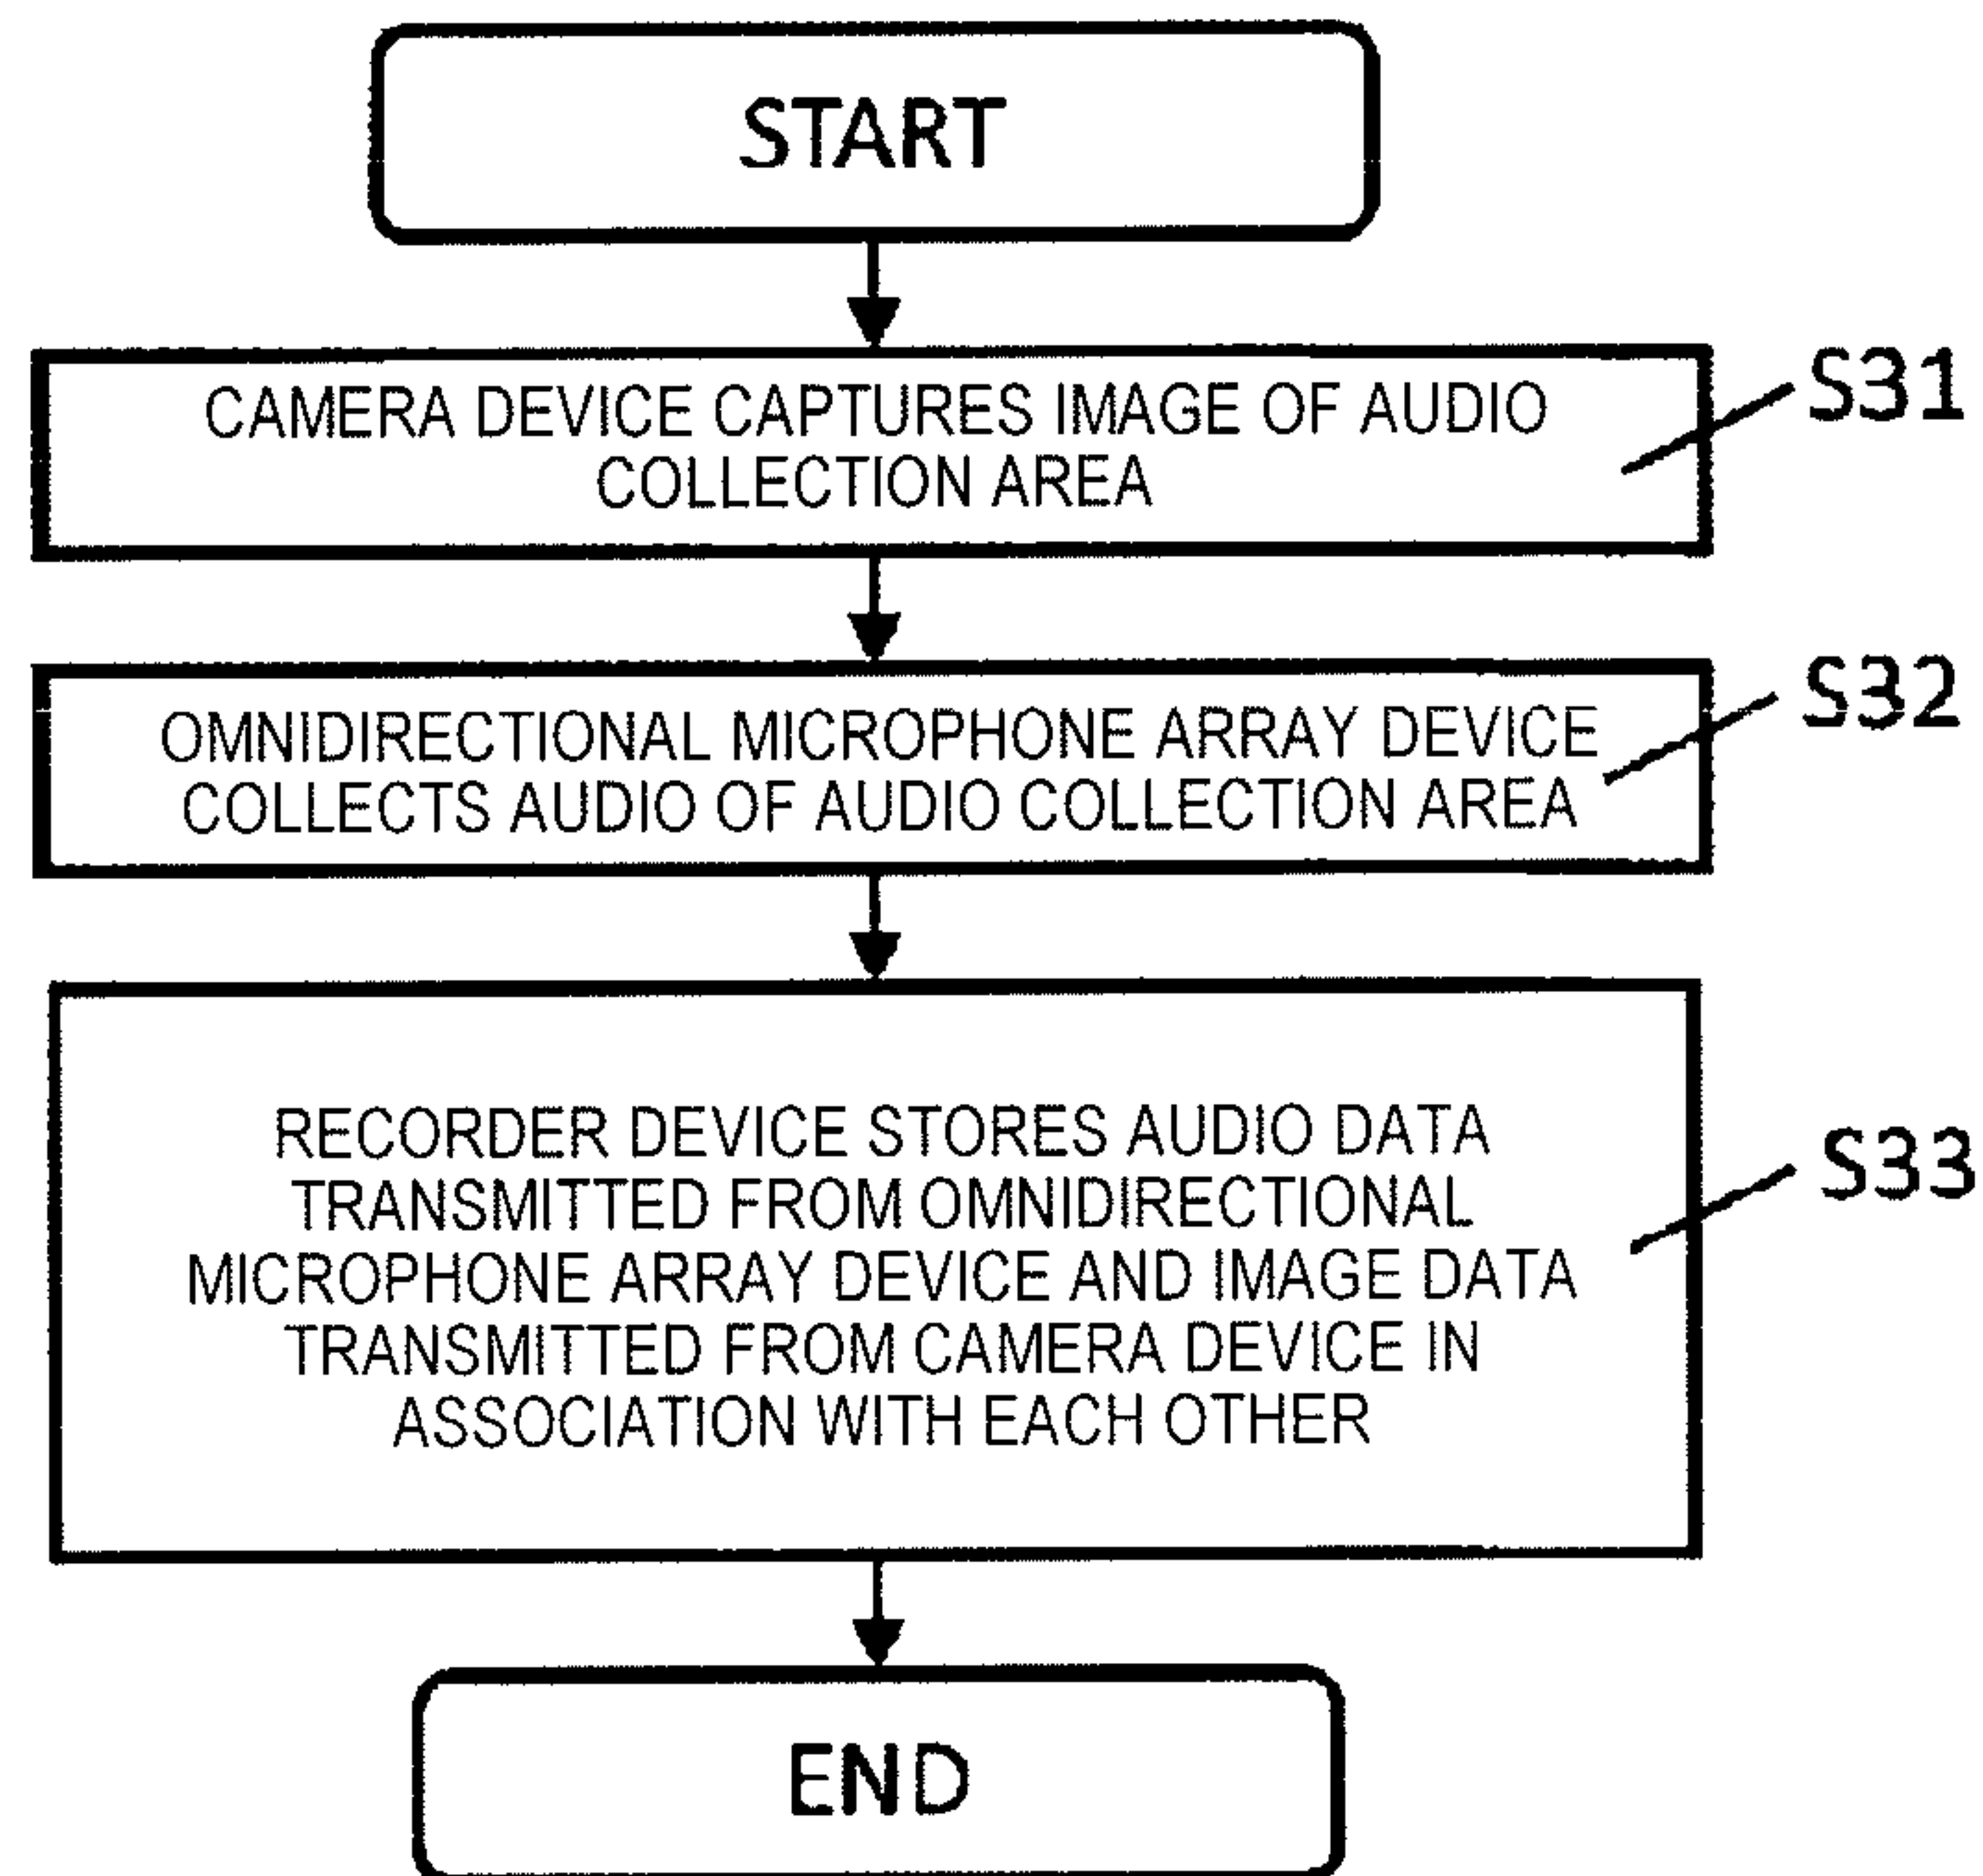 START
CAMERA DEVICE CAPTURES IMAGE OF AUDIO
COLLECTION AREA
S31
OMNIDIRECTIONAL MICROPHONE ARRAY DEVICE
COLLECTS AUDIO OF AUDIO COLLECTION AREA
S32
RECORDER DEVICE STORES AUDIO DATA
TRANSMITTED FROM OMNIDIRECTIONAL
MICROPHONE ARRAY DEVICE AND IMAGE DATA
TRANSMITTED FROM CAMERA DEVICE IN
ASSOCIATION WITH EACH OTHER
S33
END